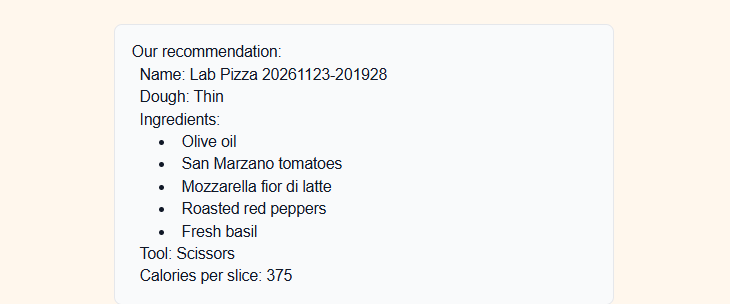 Our recommendation:
Name: Lab Pizza 20261123-201928
Dough: Thin
Ingredients:
• Olive oil
• San Marzano tomatoes
• Mozzarella fior di latte
• Roasted red peppers
• Fresh basil
Tool: Scissors
Calories per slice: 375